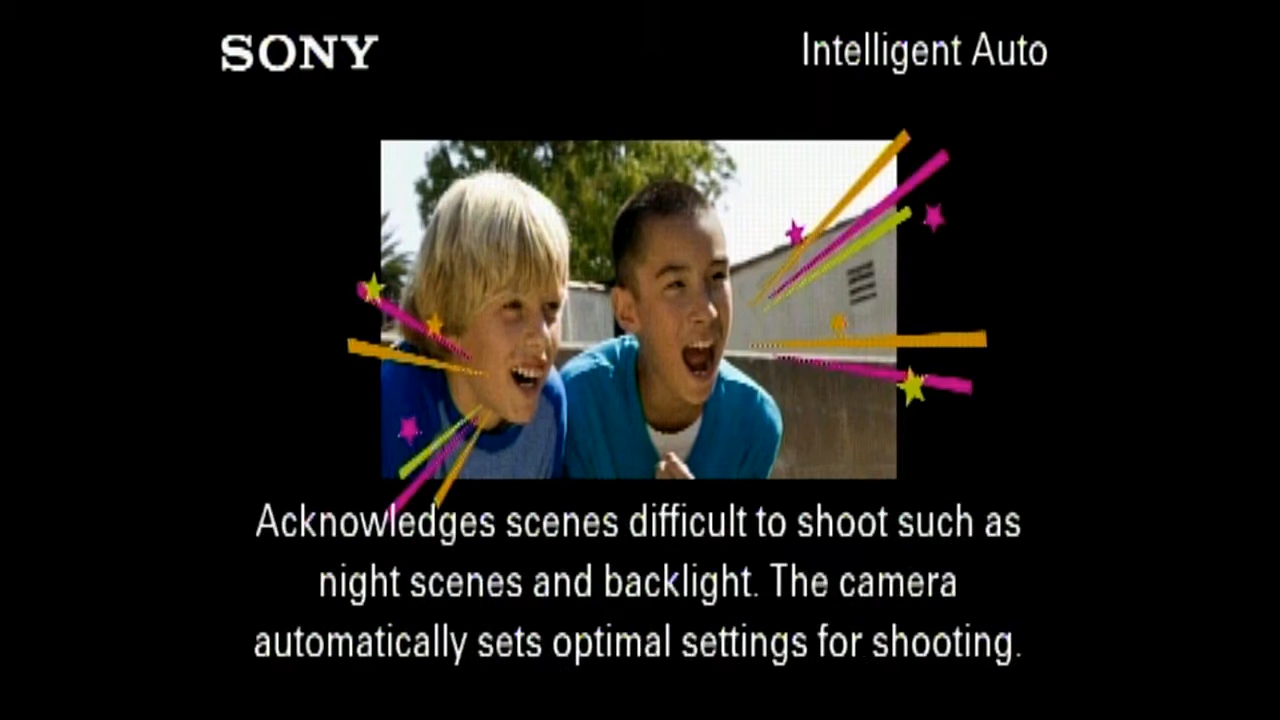 SONY
Intelligent Auto
Acknowledges scenes difficult to shoot such as
night scenes and backlight. The camera
automatically sets optimal settings for shooting.